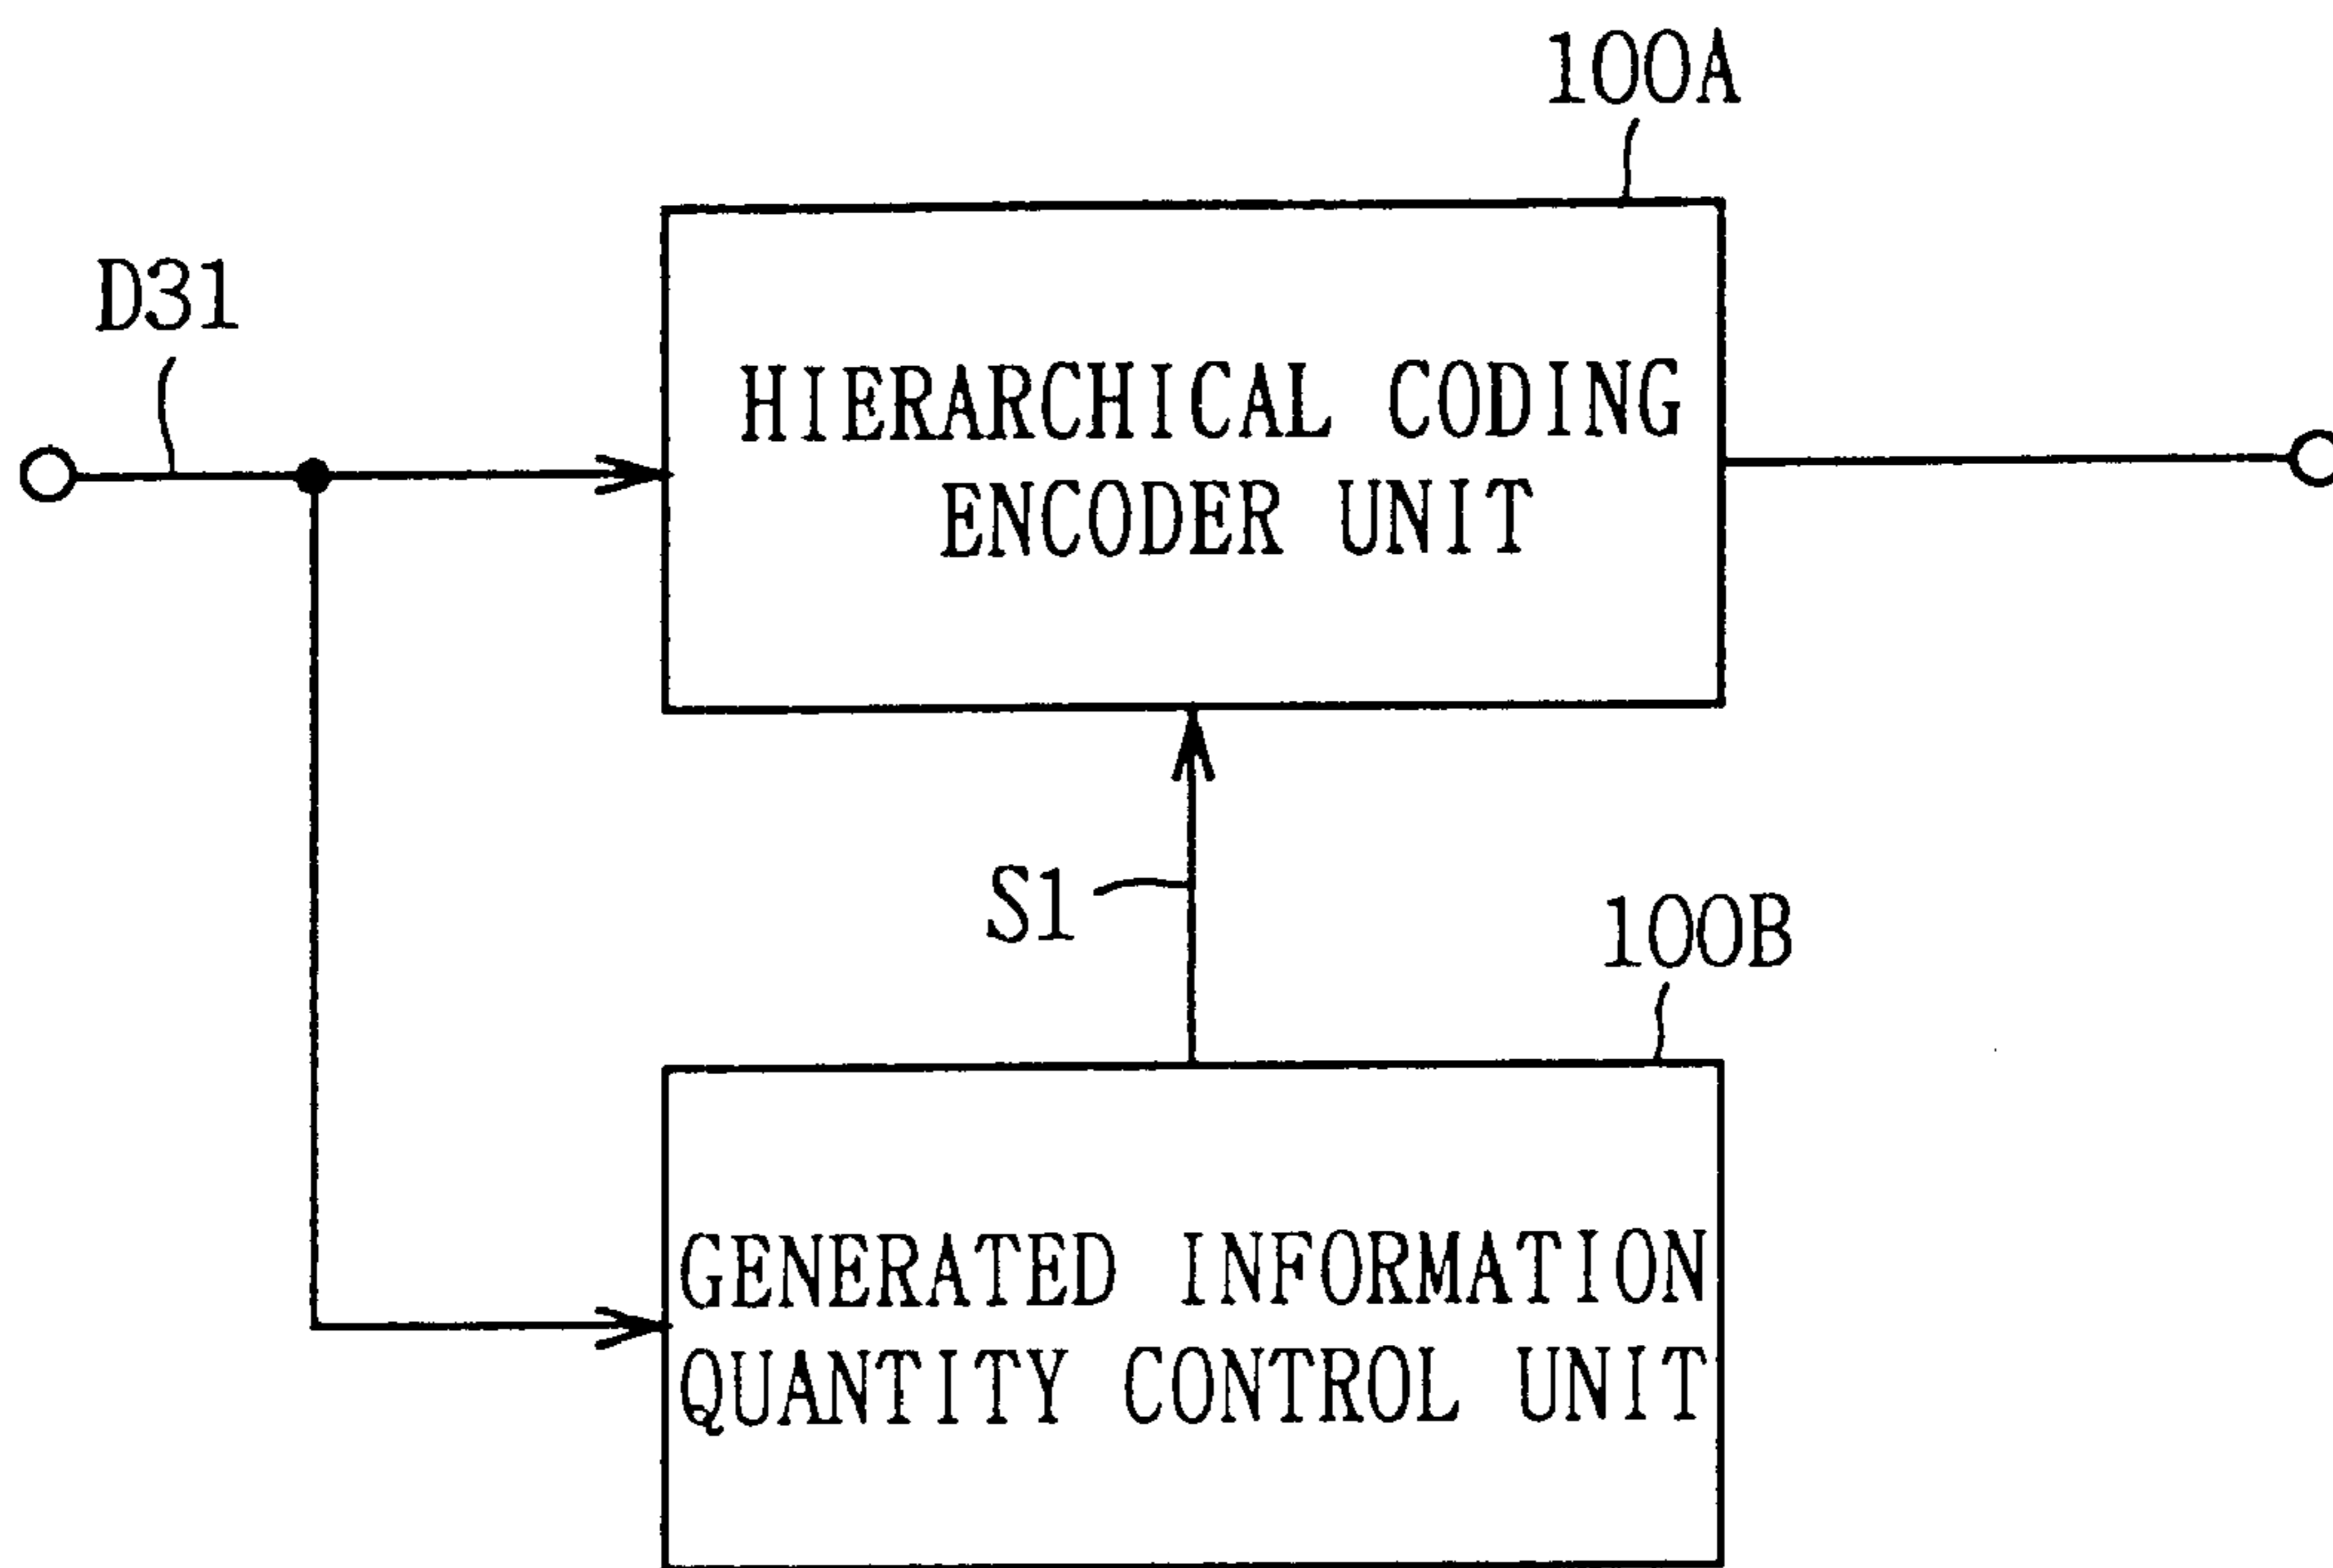 100A
D31
HIERARCHICAL CODING
ENCODER UNIT
S1
100B
GENERATED INFORMATION
QUANTITY CONTROL UNIT